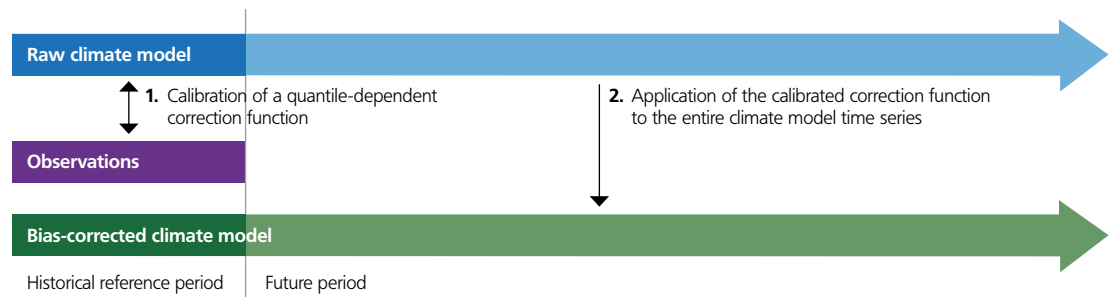 Raw climate model
1. Calibration of a quantile-dependent
correction function
2. Application of the calibrated correction function
to the entire climate model time series
Observations
Bias-corrected climate model
Historical reference period
Future period